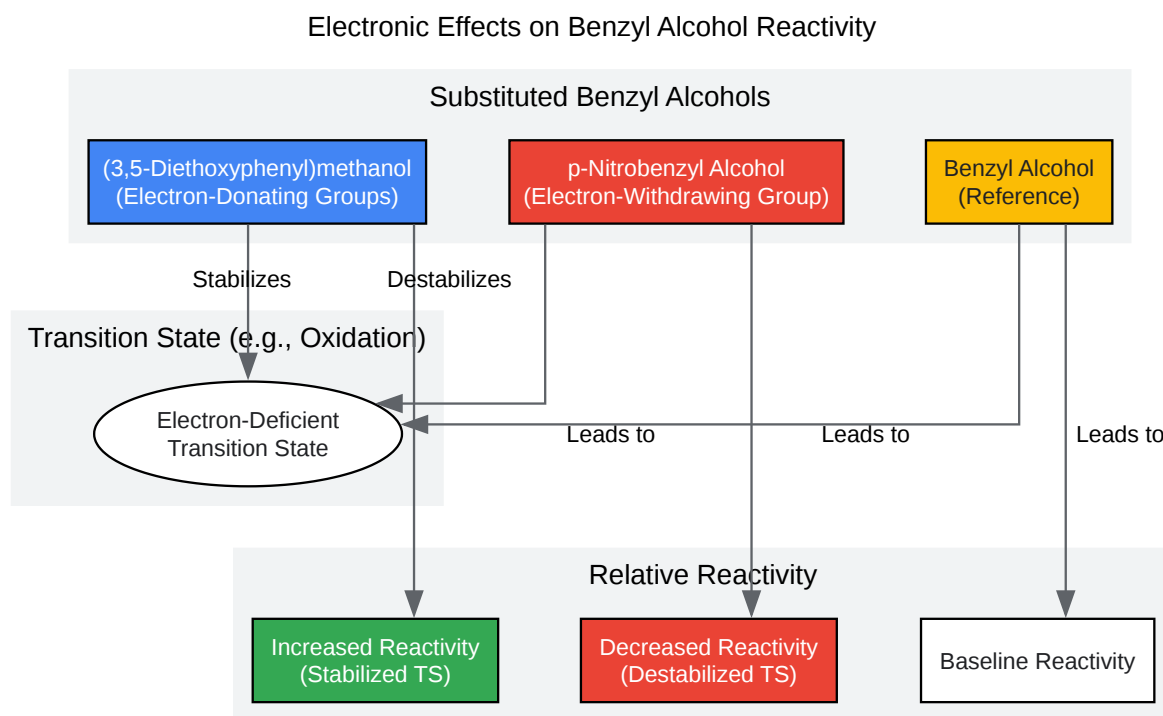 Electronic Effects on Benzyl Alcohol Reactivity
Substituted Benzyl Alcohols
(3,5-Diethoxyphenyl)methanol
(Electron-Donating Groups)
p-Nitrobenzyl Alcohol
(Electron-Withdrawing Group)
Benzyl Alcohol
(Reference)
Stabilizes
Destabilizes
Transition State (e.g., Oxidation)
Electron-Deficient
Transition State
Leads to
Leads to
Leads to
Relative Reactivity
Increased Reactivity
(Stabilized TS)
Decreased Reactivity
(Destabilized TS)
Baseline Reactivity